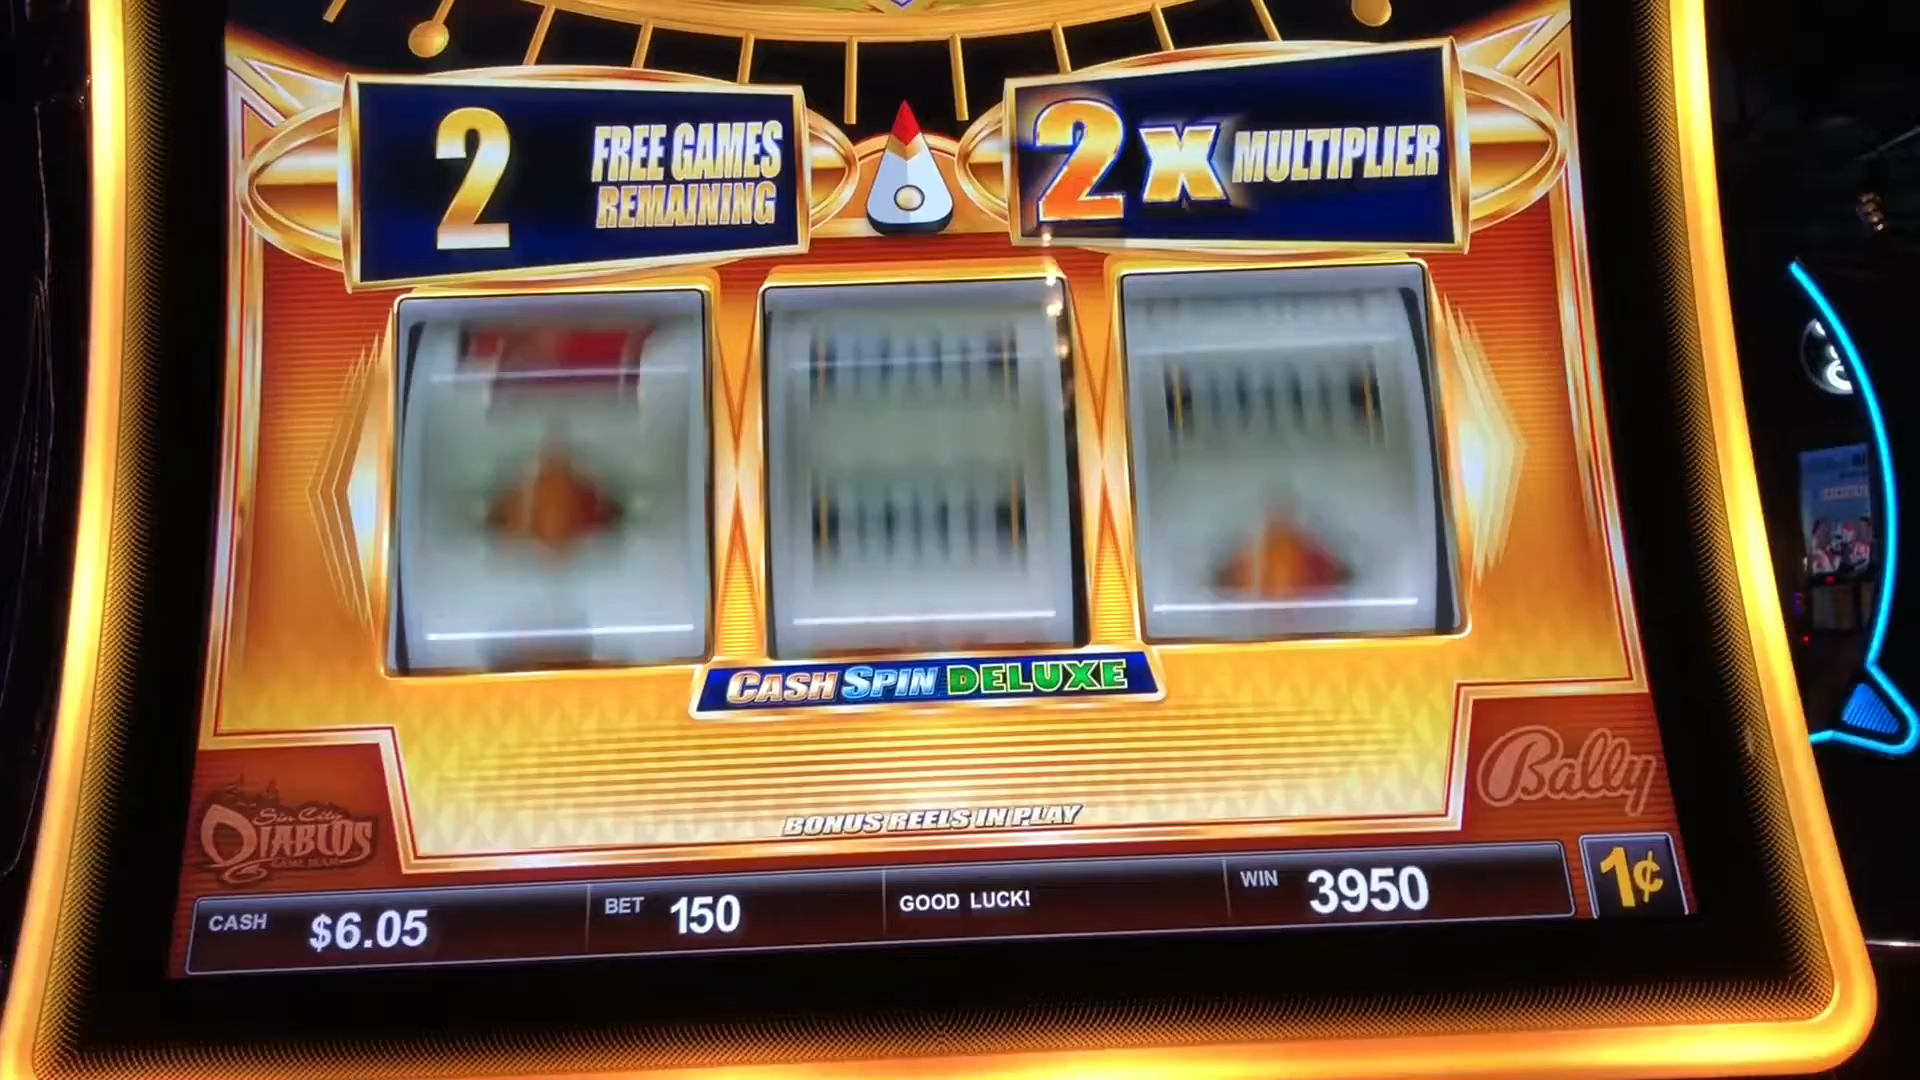 2 FREE GAMES REMAINING
2X MULTIPLIER
CASH SPIN DELUXE
Bally
Sin City
DIABLOS
BONUS REELS IN PLAY
CASH $6.05
BET 150
GOOD LUCK!
WIN 3950
1¢